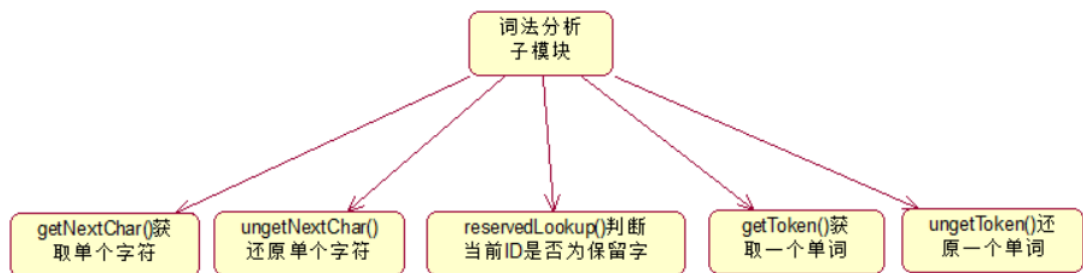 词法分析
子模块
getNextChar()获
取单个字符
ungetNextChar()
还原单个字符
reservedLookup()判断
当前ID是否为保留字
getToken()获
取一个单词
ungetToken()还
原一个单词